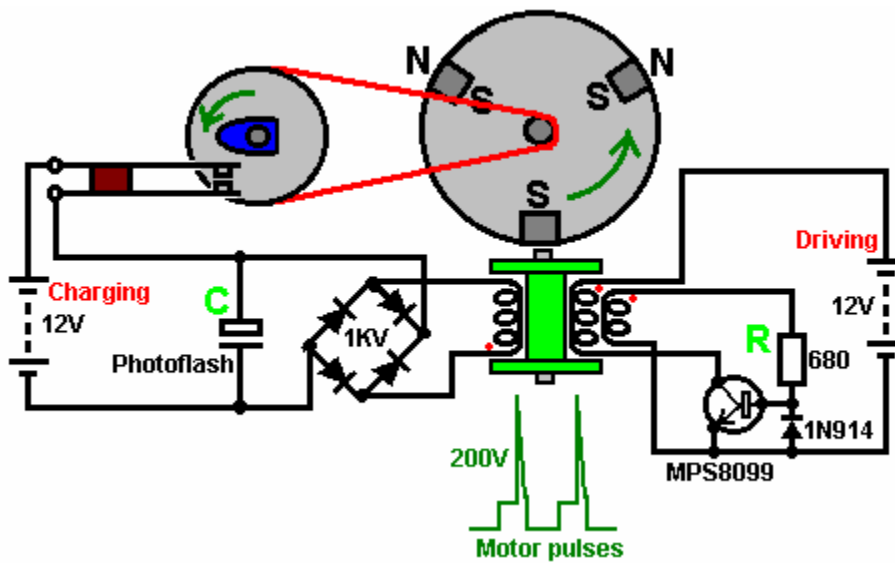 N
S
N
S
S
Driving
12V
Charging
12V
C
Photoflash
1KV
R
680
1N914
MPS8099
200V
Motor pulses